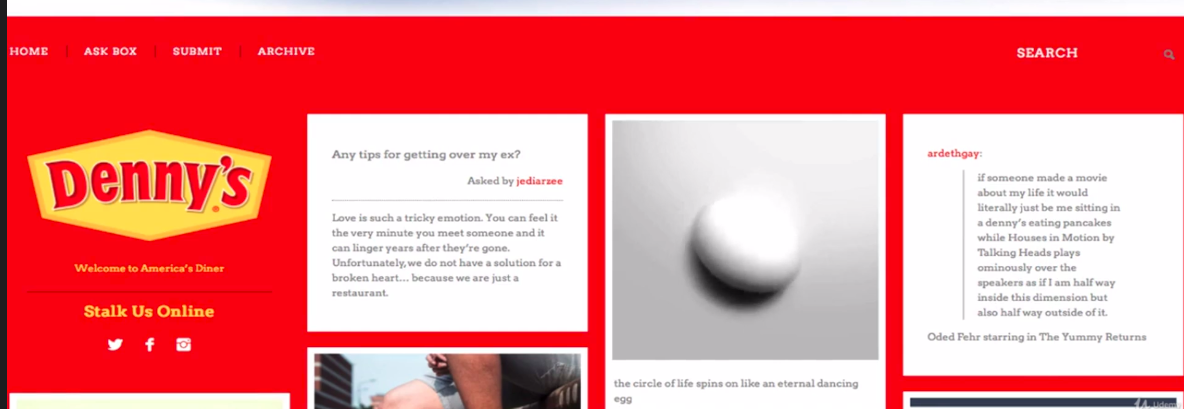 HOME
ASK BOX
SUBMIT
ARCHIVE
SEARCH
Denny's
Welcome to America's Diner
Stalk Us Online
Any tips for getting over my ex?
Asked by jediarzee
Love is such a tricky emotion. You can feel it
the very minute you meet someone and it
can linger years after they're gone.
Unfortunately, we do not have a solution for a
broken heart... because we are just a
restaurant.
the circle of life spins on like an eternal dancing
egg
ardethgay:
if someone made a movie
about my life it would
literally just be me sitting in
a denny's eating pancakes
while Houses in Motion by
Talking Heads plays
ominously over the
speakers as if I am half way
inside this dimension but
also half way outside of it.
Oded Fehr starring in The Yummy Returns
Udemy